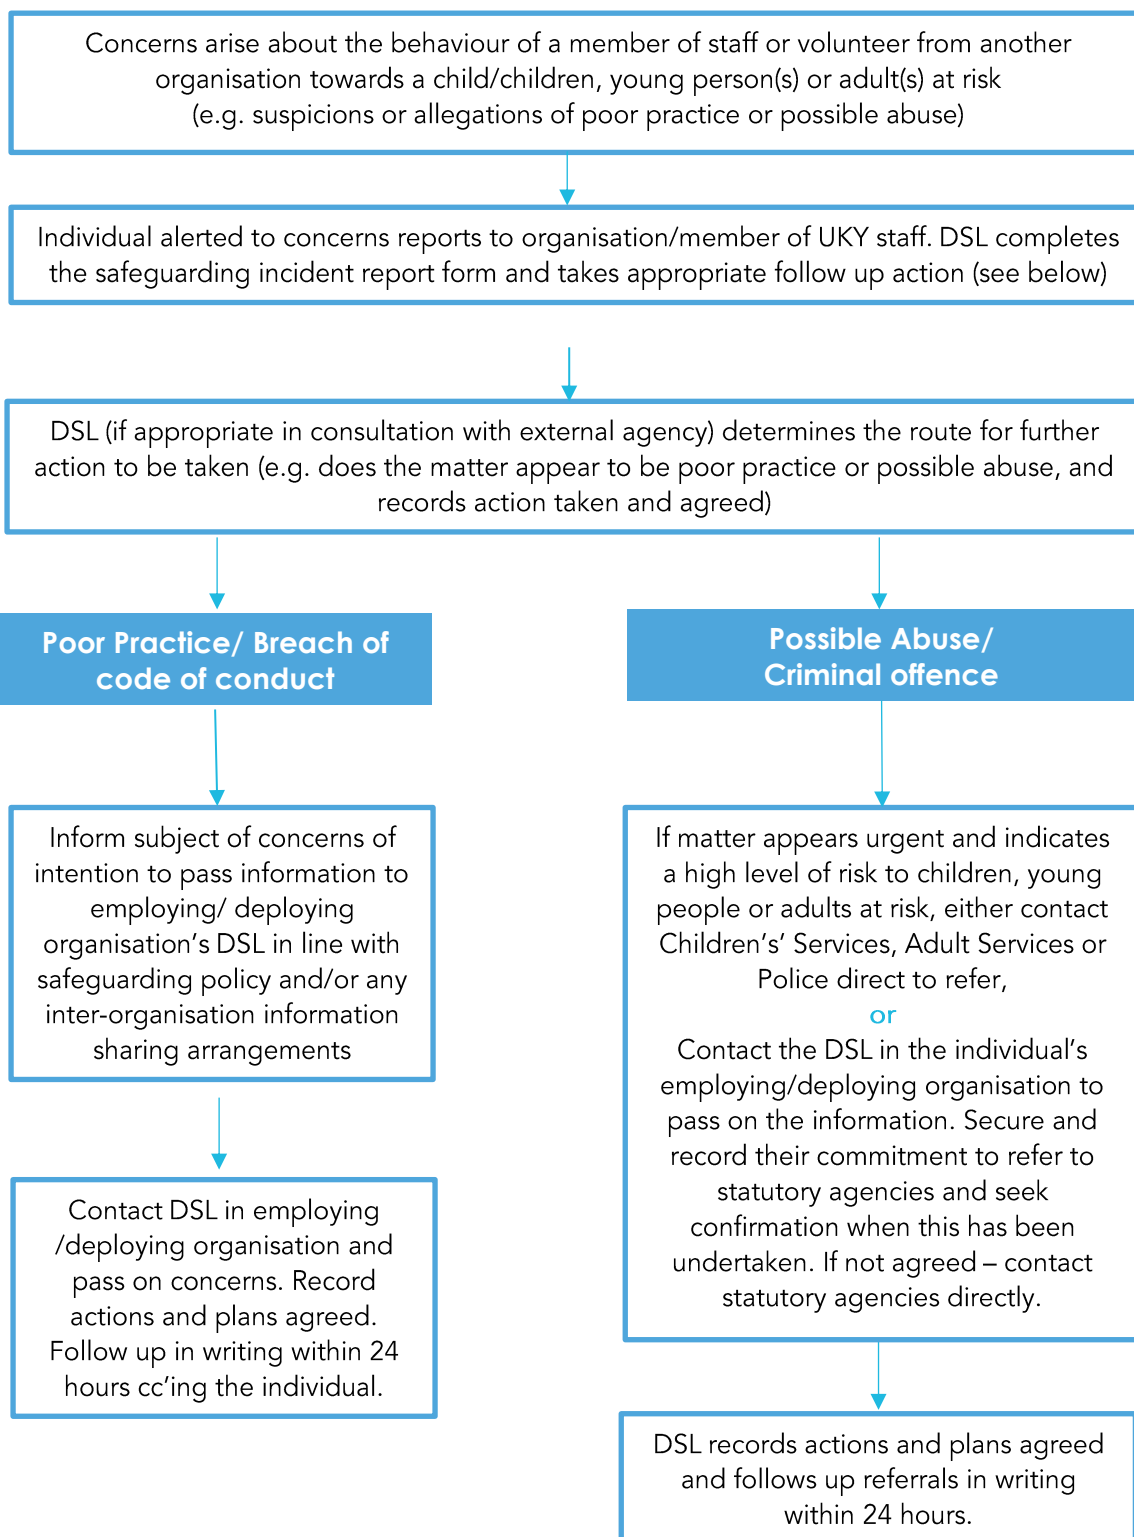 Concerns arise about the behaviour of a member of staff or volunteer from another
organisation towards a child/children, young person(s) or adult(s) at risk
(e.g. suspicions or allegations of poor practice or possible abuse)
Individual alerted to concerns reports to organisation/member of UKY staff. DSL completes
the safeguarding incident report form and takes appropriate follow up action (see below)
DSL (if appropriate in consultation with external agency) determines the route for further
action to be taken (e.g. does the matter appear to be poor practice or possible abuse, and
records action taken and agreed)
Poor Practice/ Breach of
code of conduct
Inform subject of concerns of
intention to pass information to
employing/ deploying
organisation’s DSL in line with
safeguarding policy and/or any
inter-organisation information
sharing arrangements
Contact DSL in employing
/deploying organisation and
pass on concerns. Record
actions and plans agreed.
Follow up in writing within 24
hours cc’ing the individual.
Possible Abuse/
Criminal offence
If matter appears urgent and indicates
a high level of risk to children, young
people or adults at risk, either contact
Children’s’ Services, Adult Services or
Police direct to refer,
or
Contact the DSL in the individual’s
employing/deploying organisation to
pass on the information. Secure and
record their commitment to refer to
statutory agencies and seek
confirmation when this has been
undertaken. If not agreed – contact
statutory agencies directly.
DSL records actions and plans agreed
and follows up referrals in writing
within 24 hours.